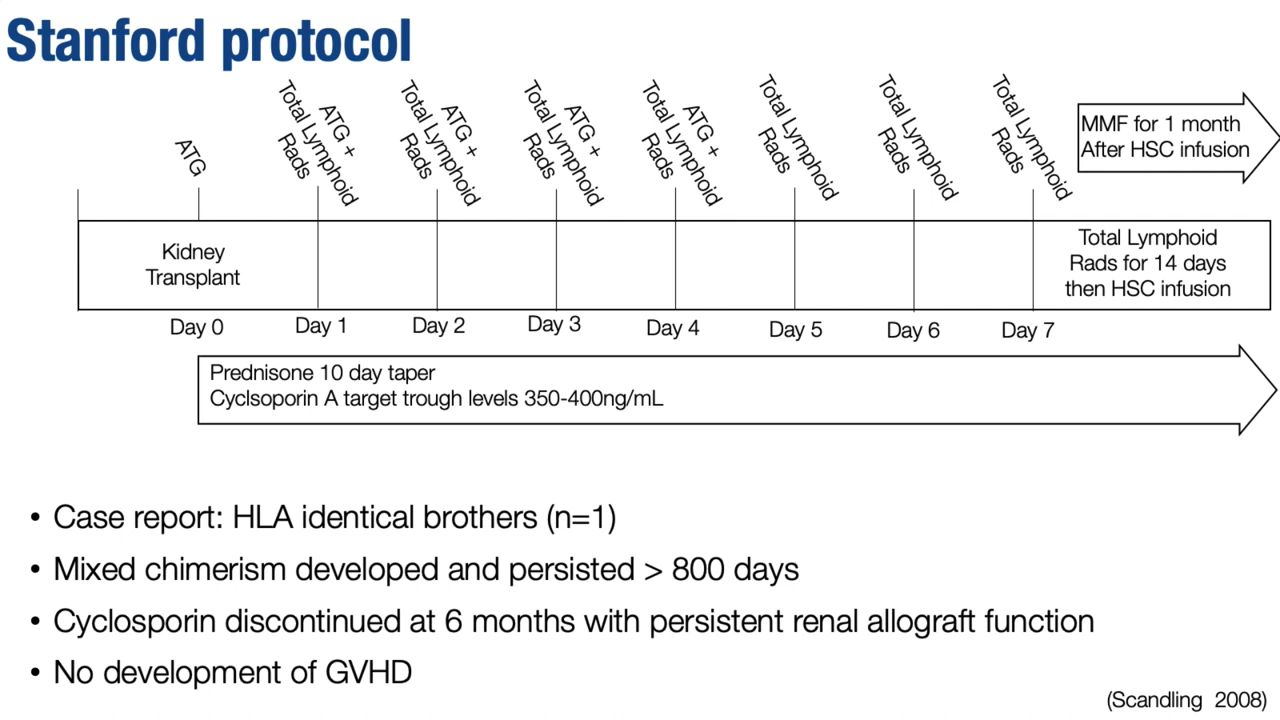 Stanford protocol
ATG
ATG +
Total Lymphoid
Rads
ATG +
Total Lymphoid
Rads
ATG +
Total Lymphoid
Rads
ATG +
Total Lymphoid
Rads
Total Lymphoid
Rads
Total Lymphoid
Rads
Total Lymphoid
Rads
MMF for 1 month
After HSC infusion
Kidney
Transplant
Total Lymphoid
Rads for 14 days
then HSC infusion
Day 0
Day 1
Day 2
Day 3
Day 4
Day 5
Day 6
Day 7
Prednisone 10 day taper
Cyclsoporin A target trough levels 350-400ng/mL
• Case report: HLA identical brothers (n=1)
• Mixed chimerism developed and persisted > 800 days
• Cyclosporin discontinued at 6 months with persistent renal allograft function
• No development of GVHD
(Scandling 2008)